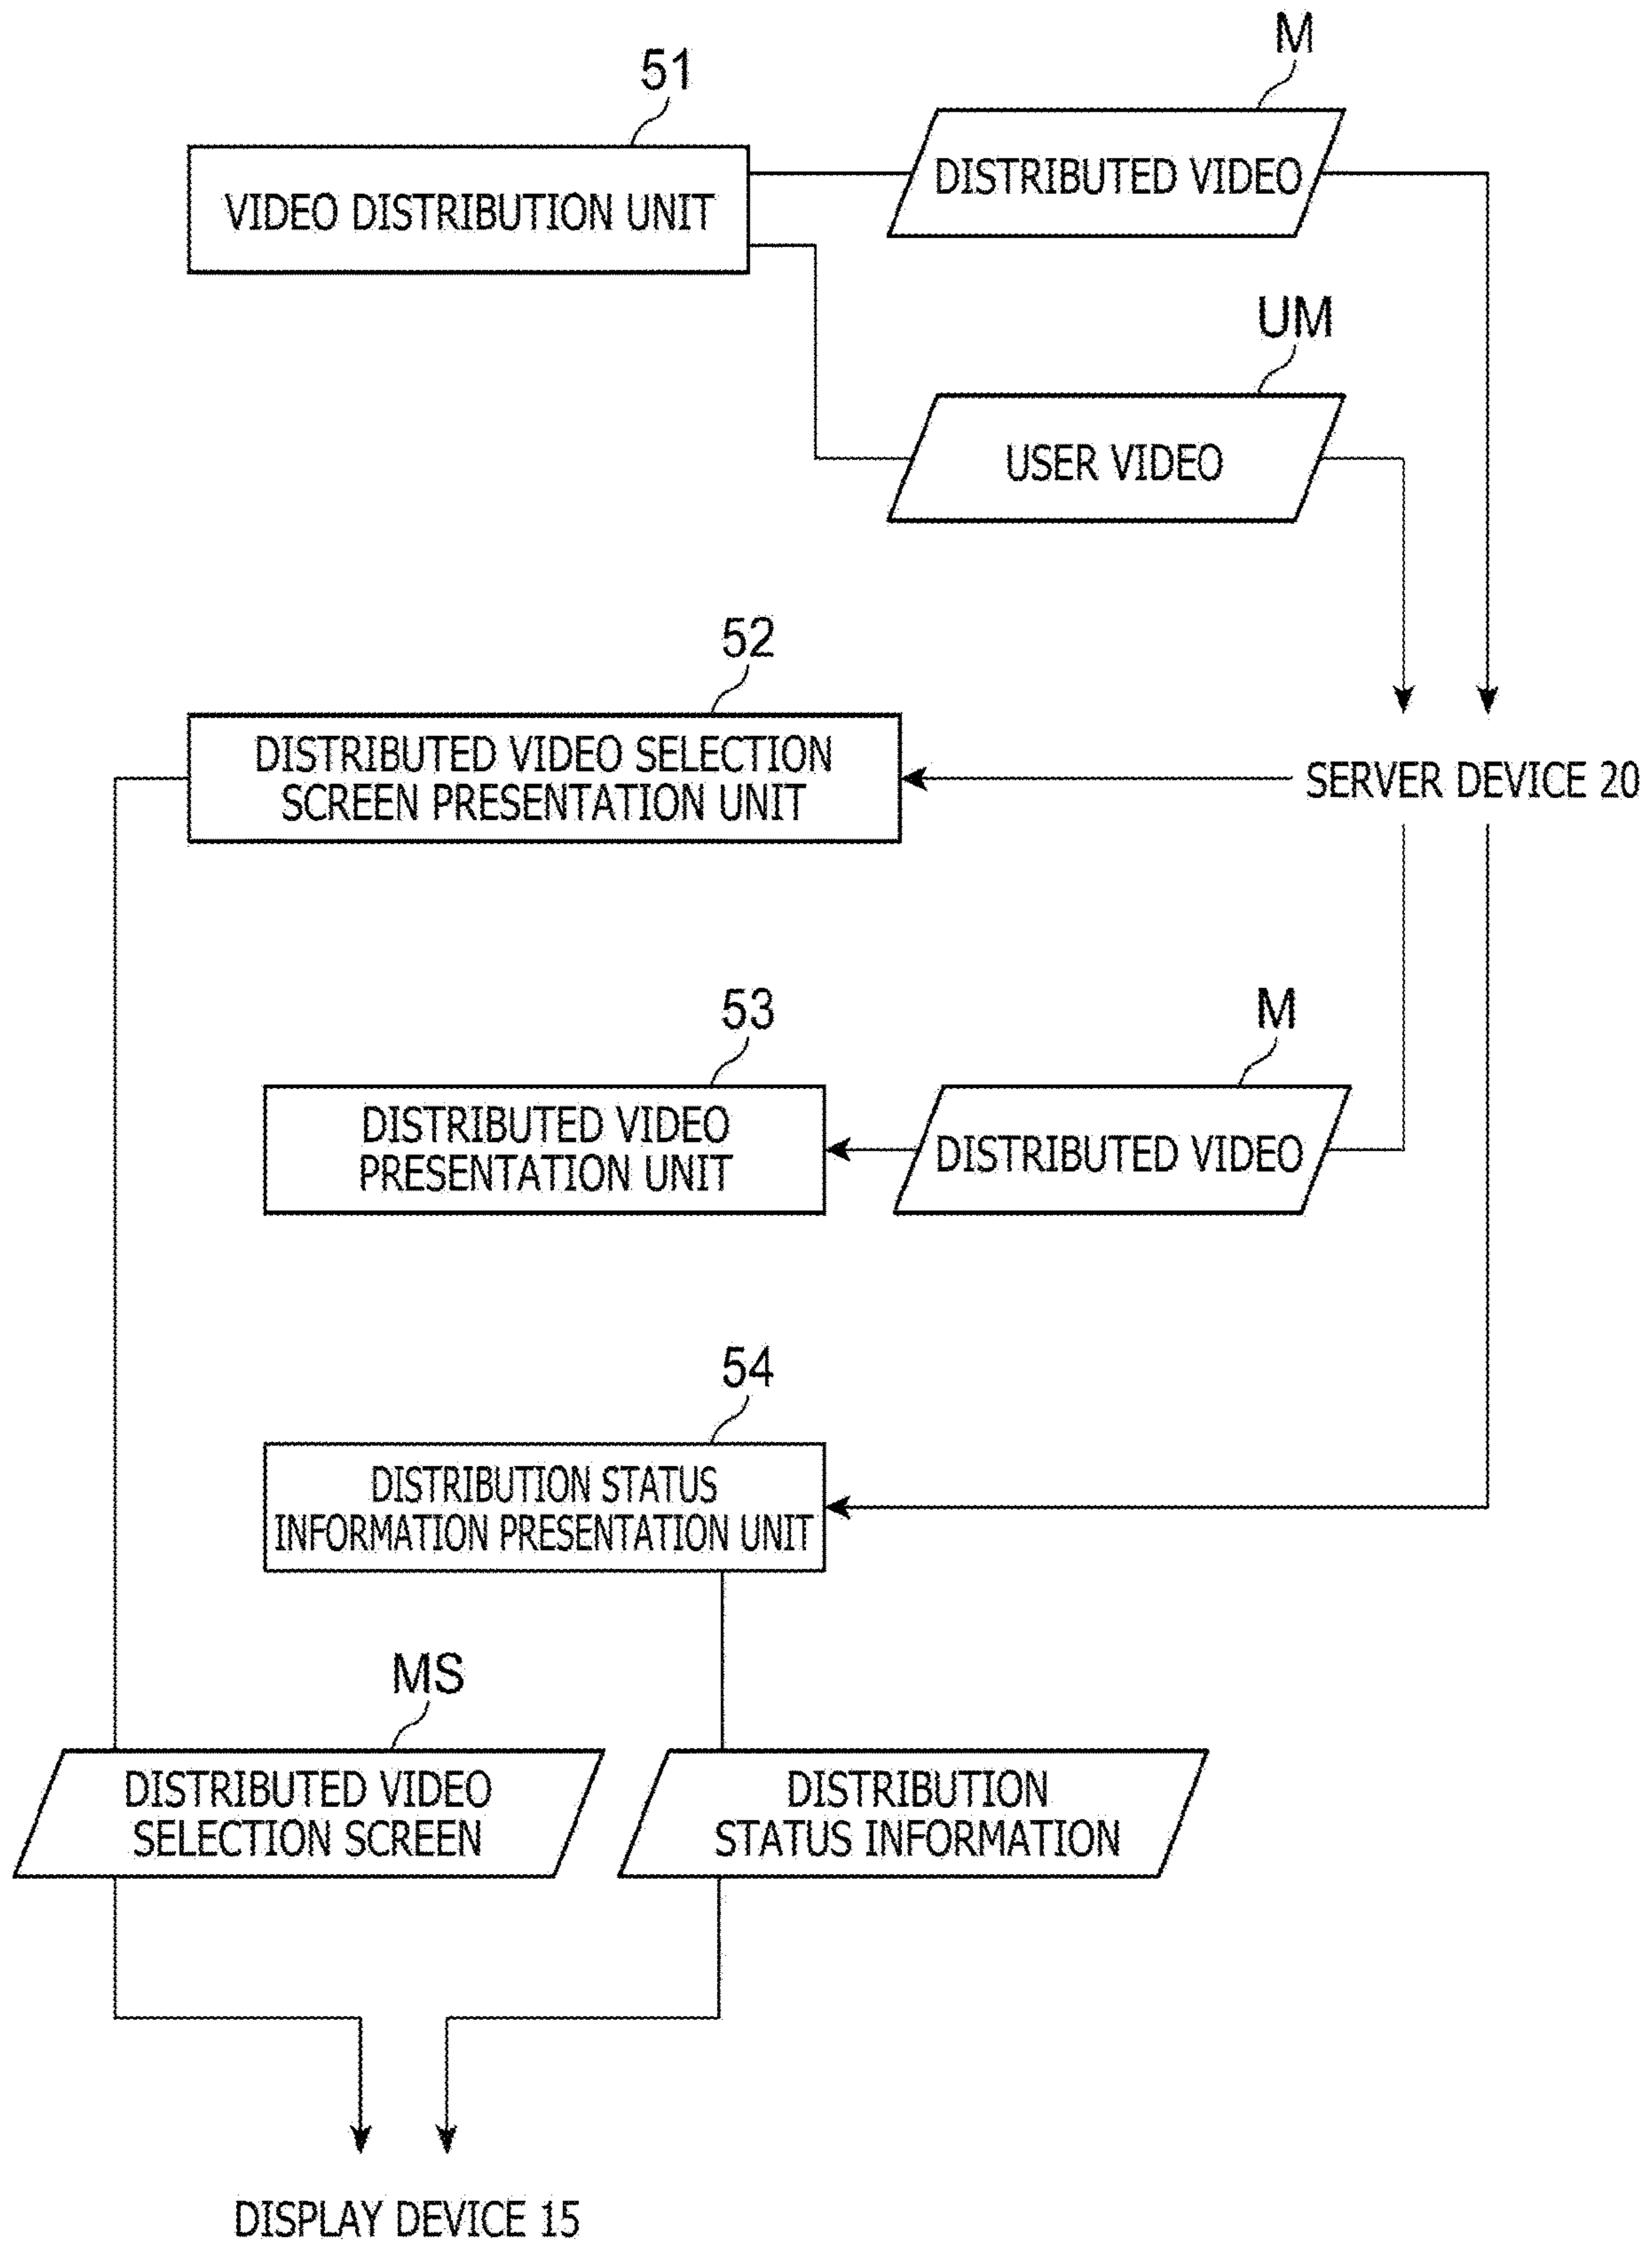 M
51
DISTRIBUTED VIDEO
VIDEO DISTRIBUTION UNIT
UM
USER VIDEO
52
DISTRIBUTED VIDEO SELECTION
SCREEN PRESENTATION UNIT
SERVER DEVICE 20
53
M
DISTRIBUTED VIDEO
PRESENTATION UNIT
DISTRIBUTED VIDEO
54
DISTRIBUTION STATUS
INFORMATION PRESENTATION UNIT
MS
DISTRIBUTED VIDEO
SELECTION SCREEN
DISTRIBUTION
STATUS INFORMATION
DISPLAY DEVICE 15